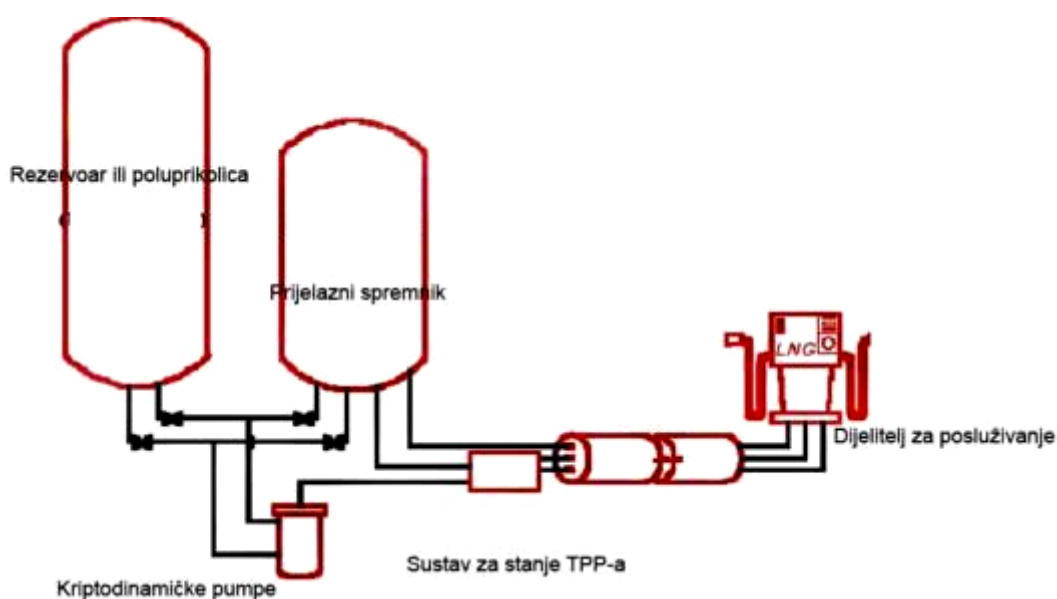 Rezervoar ili poluprikolica
Prijelazni spremnik
LNG
Dijelitelj za posluživanje
Sustav za stanje TPP-a
Kriptodinamičke pumpe